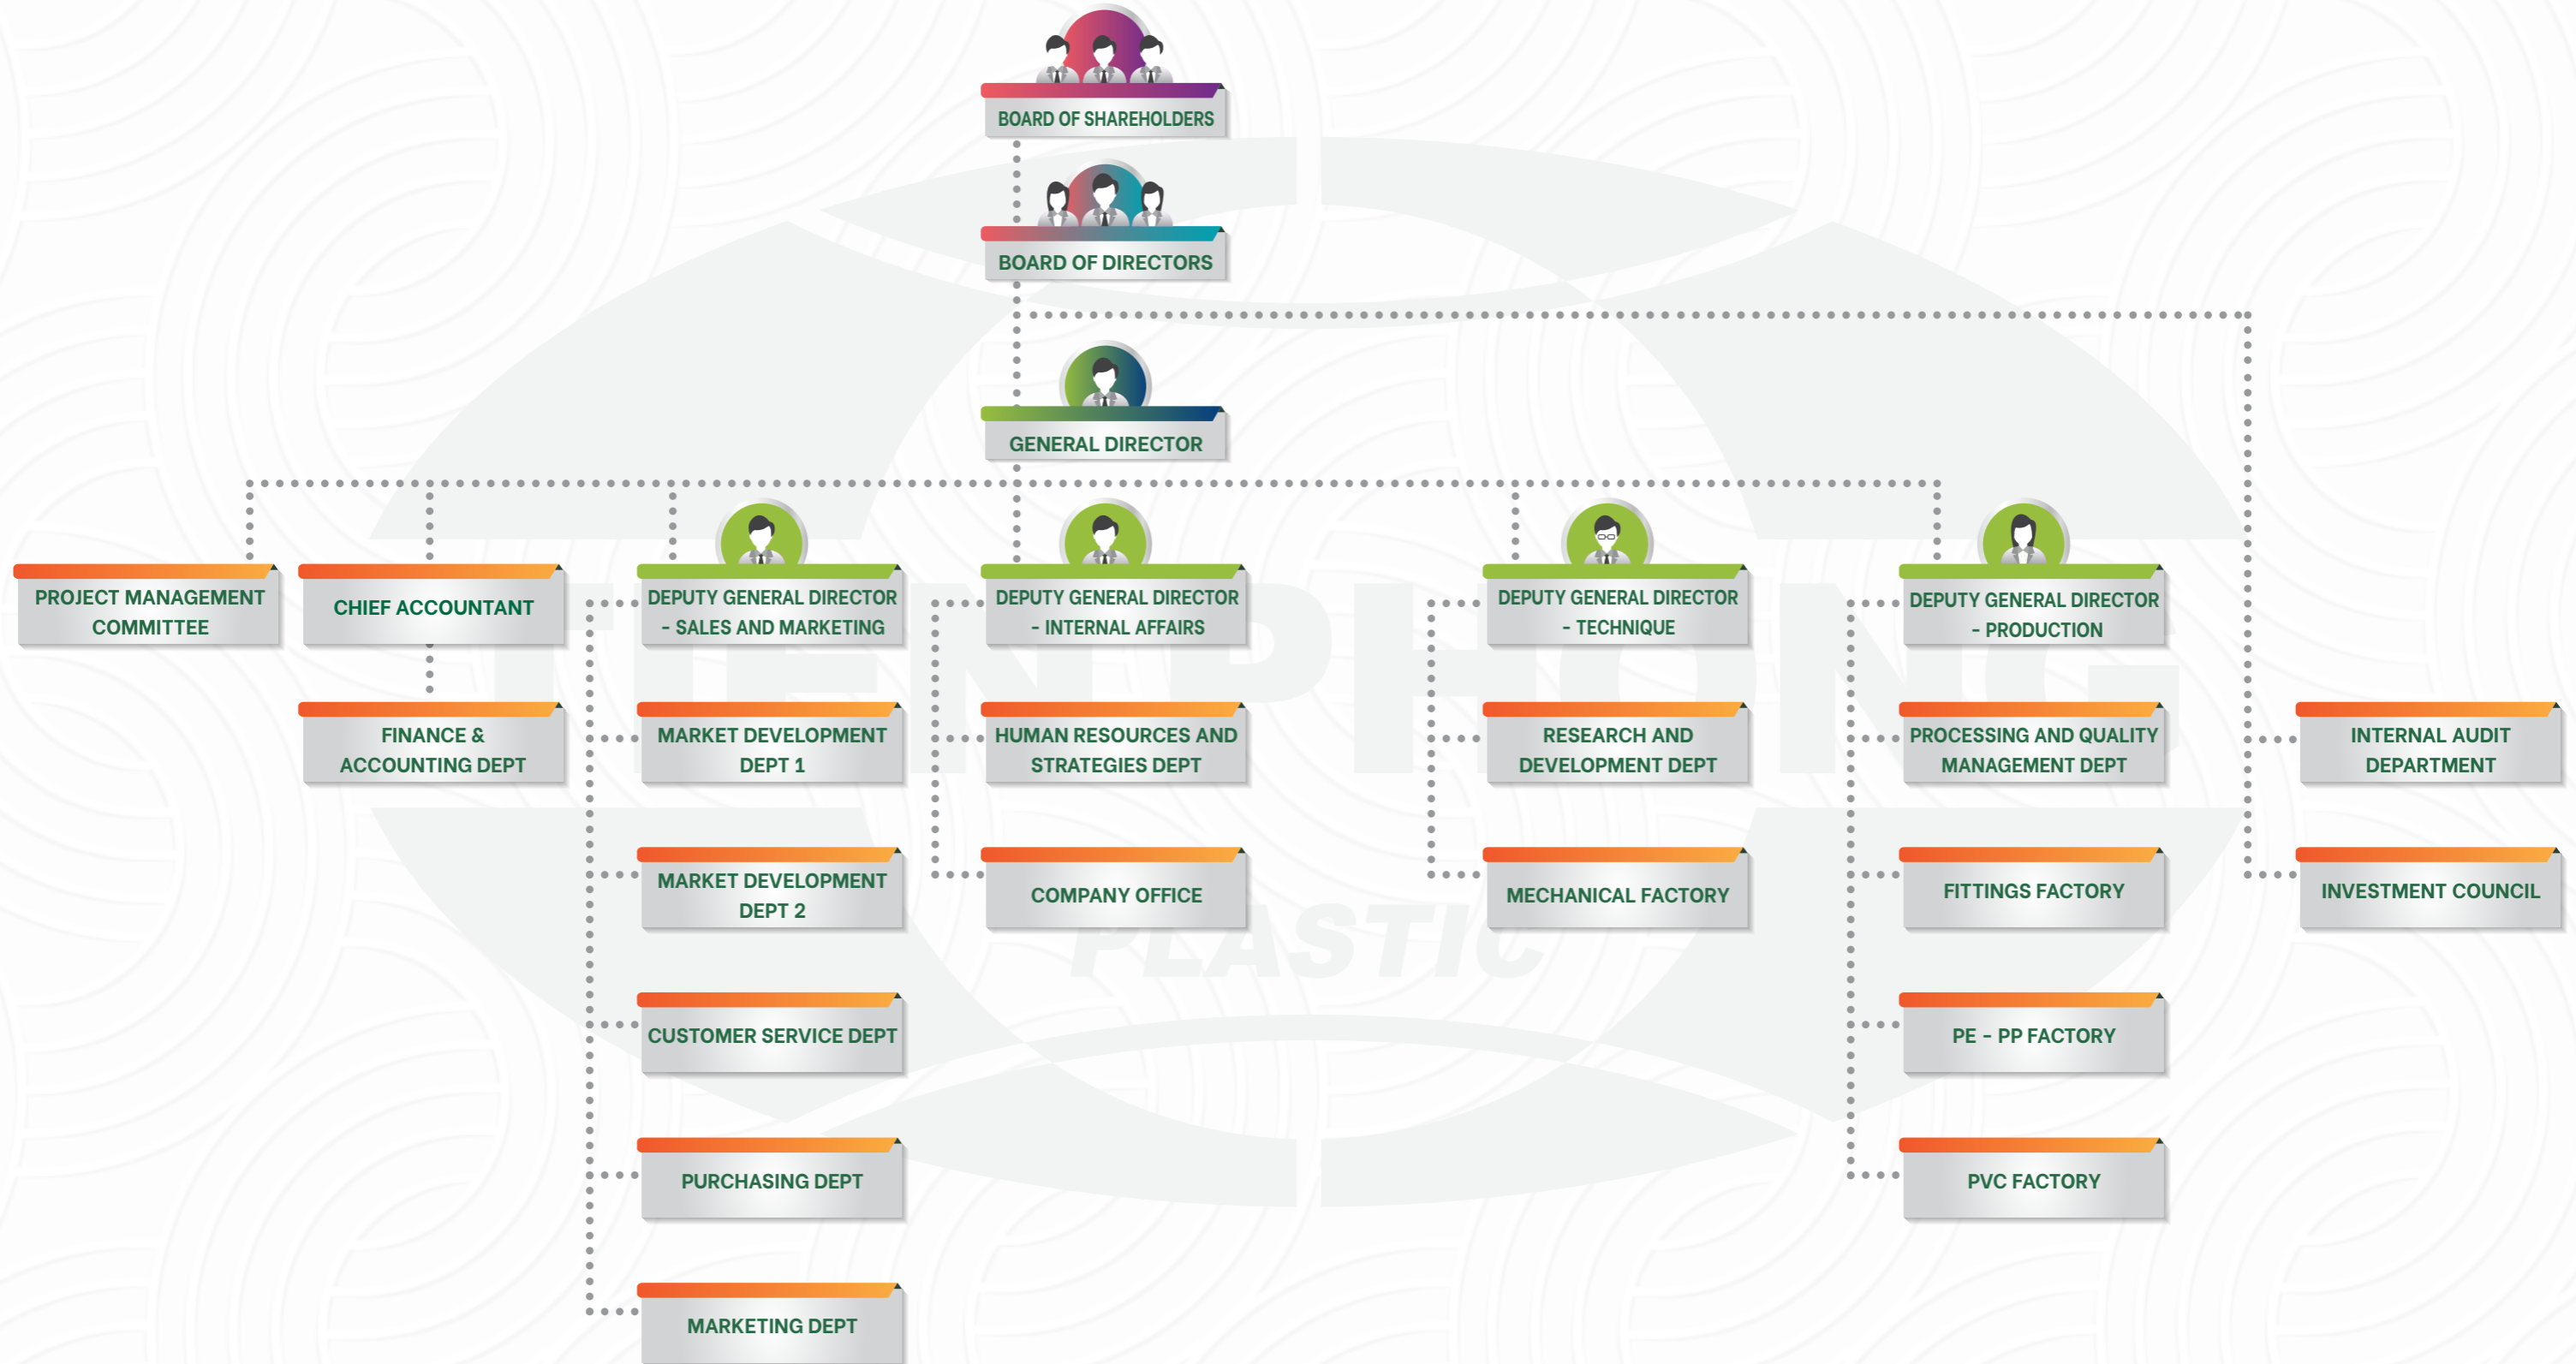 BOARD OF SHAREHOLDERS
BOARD OF DIRECTORS
GENERAL DIRECTOR
PROJECT MANAGEMENT
COMMITTEE
CHIEF ACCOUNTANT
DEPUTY GENERAL DIRECTOR
- SALES AND MARKETING
DEPUTY GENERAL DIRECTOR
- INTERNAL AFFAIRS
DEPUTY GENERAL DIRECTOR
- TECHNIQUE
DEPUTY GENERAL DIRECTOR
- PRODUCTION
TIEN PHONG
FINANCE &
ACCOUNTING DEPT
MARKET DEVELOPMENT
DEPT 1
HUMAN RESOURCES AND
STRATEGIES DEPT
RESEARCH AND
DEVELOPMENT DEPT
PROCESSING AND QUALITY
MANAGEMENT DEPT
INTERNAL AUDIT
DEPARTMENT
MARKET DEVELOPMENT
DEPT 2
COMPANY OFFICE
MECHANICAL FACTORY
FITTINGS FACTORY
INVESTMENT COUNCIL
PLASTIC
CUSTOMER SERVICE DEPT
PE - PP FACTORY
PURCHASING DEPT
PVC FACTORY
MARKETING DEPT